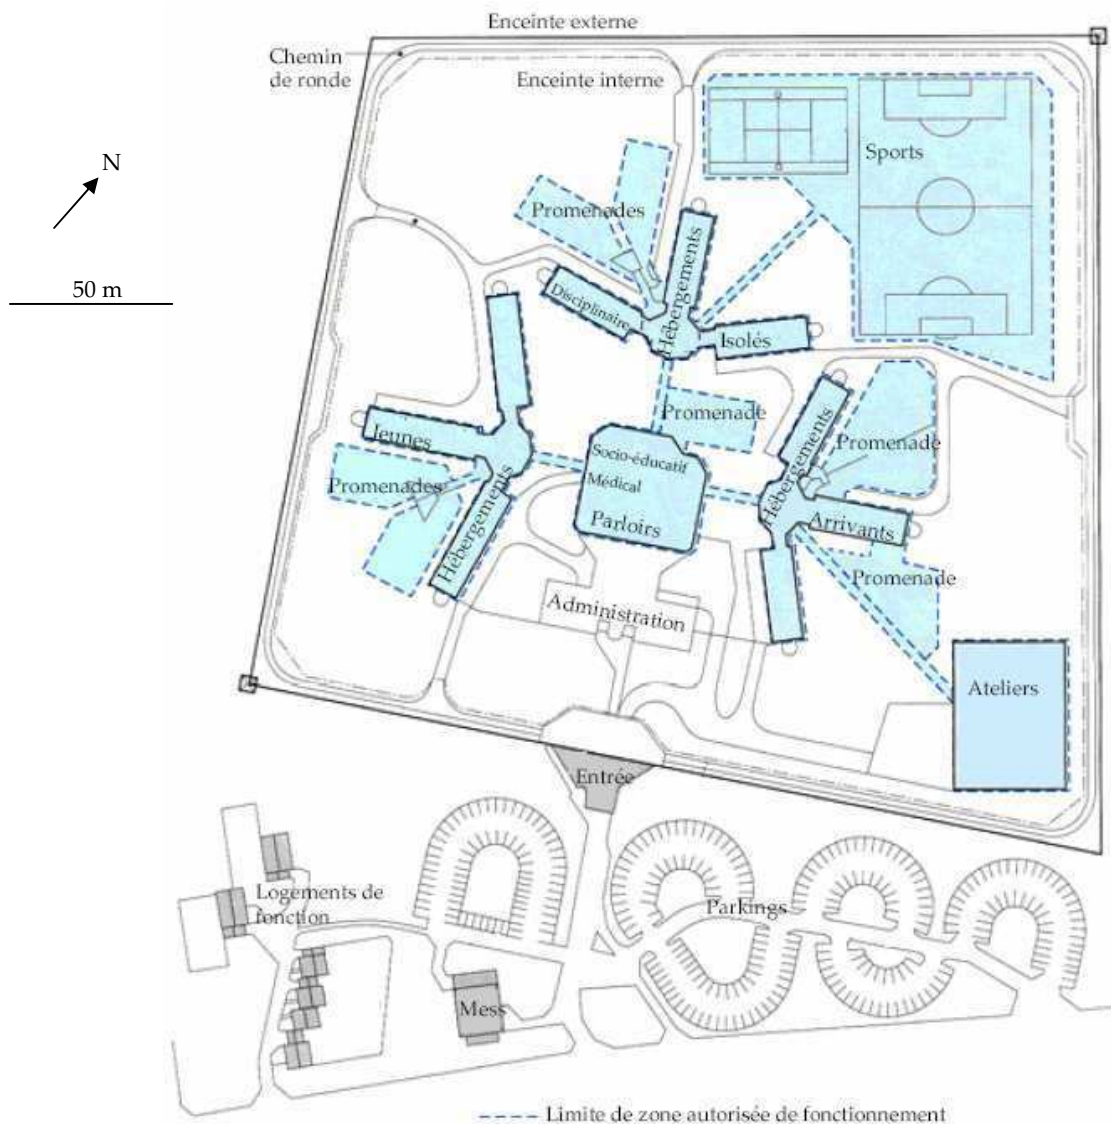 Enceinte externe
Chemin
de ronde
Enceinte interne
N
Sports
50 m
Promenades
Hébergements
Disciplinaire
Isolés
Promenade
Jeunes
Socio-éducatif
Médical
Parloirs
Hébergements
Promenade
Promenades
Hébergements
Arrivants
Promenade
Administration
Ateliers
Entrée
Logements de
fonction
Parkings
Mess
Limite de zone autorisée de fonctionnement